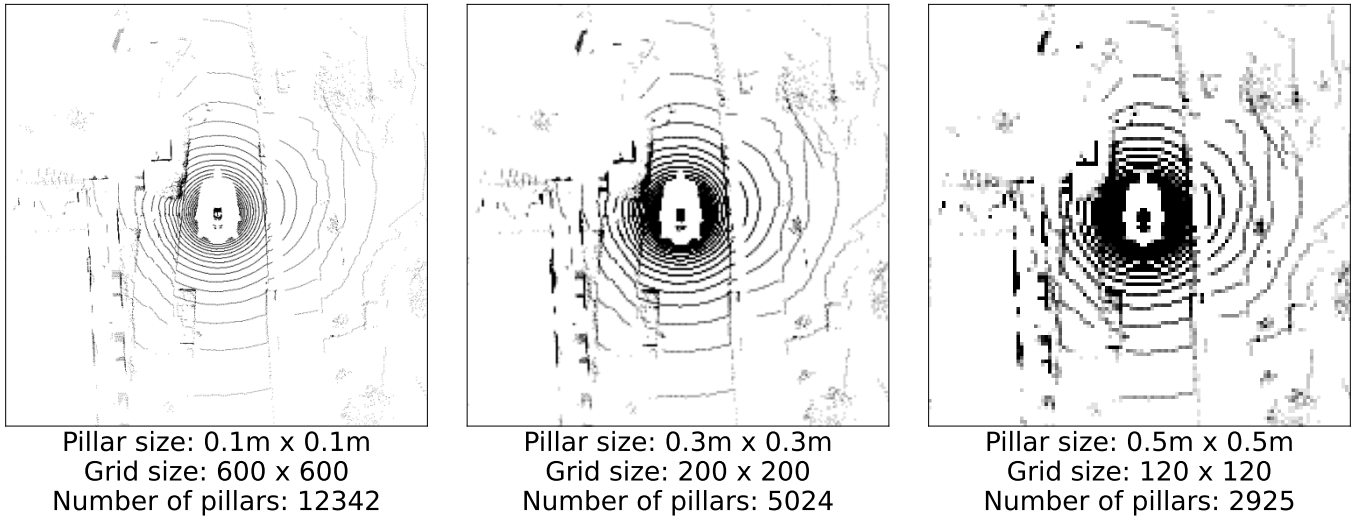 Pillar size: 0.1m x 0.1m
Grid size: 600 x 600
Number of pillars: 12342
Pillar size: 0.3m x 0.3m
Grid size: 200 x 200
Number of pillars: 5024
Pillar size: 0.5m x 0.5m
Grid size: 120 x 120
Number of pillars: 2925